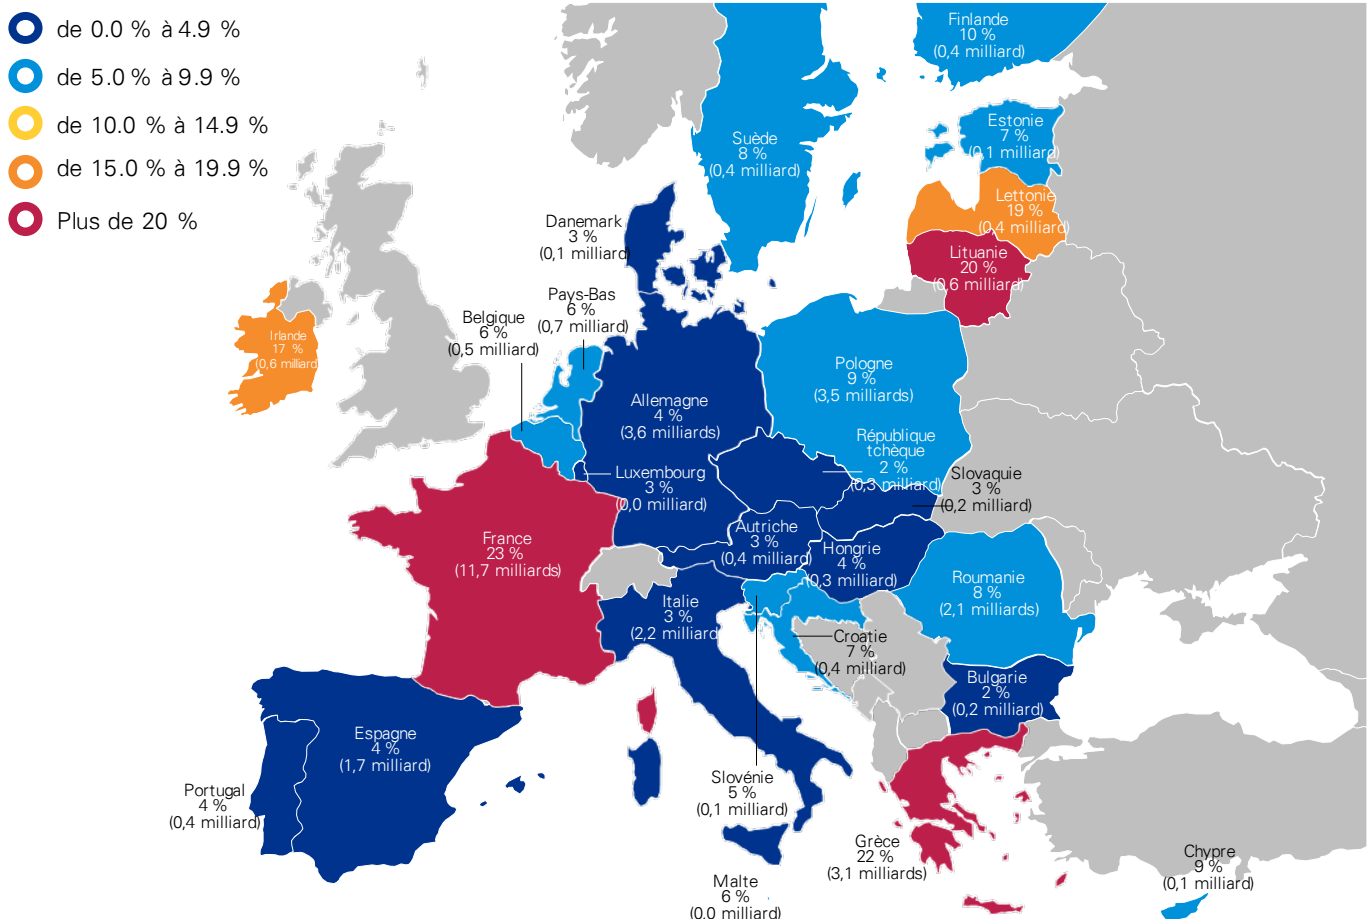 de 0.0 % à 4.9 %
de 5.0 % à 9.9 %
de 10.0 % à 14.9 %
de 15.0 % à 19.9 %
Plus de 20 %
Finlande
10 %
(0,4 milliard)
Estonie
7 %
(0,1 milliard)
Suède
8 %
(0,4 milliard)
Lettonie
19 %
(0,4 milliard)
Danemark
3 %
(0,1 milliard)
Lituanie
20 %
(0,6 milliard)
Pays-Bas
6 %
(0,7 milliard)
Belgique
6 %
(0,5 milliard)
Irlande
17 %
(0,6 milliard)
Pologne
9 %
(3,5 milliards)
Allemagne
4 %
(3,6 milliards)
République
tchèque
2 %
(0,3 milliard)
Luxembourg
3 %
(0,0 milliard)
Slovaquie
3 %
(0,2 milliard)
Autriche
3 %
(0,4 milliard)
France
23 %
(11,7 milliards)
Hongrie
4 %
(0,3 milliard)
Roumanie
8 %
(2,1 milliards)
Italie
3 %
(2,2 milliard
Croatie
7 %
(0,4 milliard)
Bulgarie
2 %
(0,2 milliard)
Espagne
4 %
(1,7 milliard)
Portugal
4 %
(0,4 milliard)
Slovénie
5 %
(0,1 milliard)
Grèce
22 %
(3,1 milliards)
Chypre
9 %
(0,1 milliard)
Malte
6 %
(0,0 milliard)